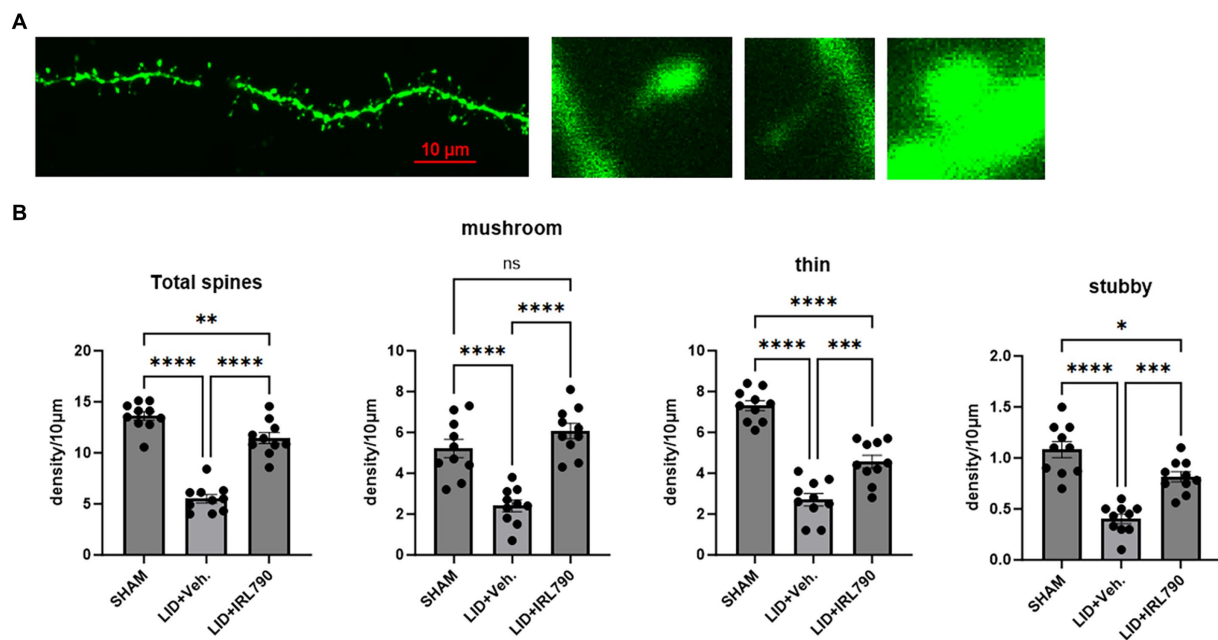 A
10 µm
B
Total spines
**
**** ****
density/10µm
20
15
10
5
0
SHAM
LID+Veh.
LID+IRL790
mushroom
ns
****
****
density/10µm
10
8
6
4
2
0
SHAM
LID+Veh.
LID+IRL790
thin
****
**** ***
density/10µm
10
8
6
4
2
0
SHAM
LID+Veh.
LID+IRL790
stubby
*
**** ***
density/10µm
2.0
1.5
1.0
0.5
0.0
SHAM
LID+Veh.
LID+IRL790